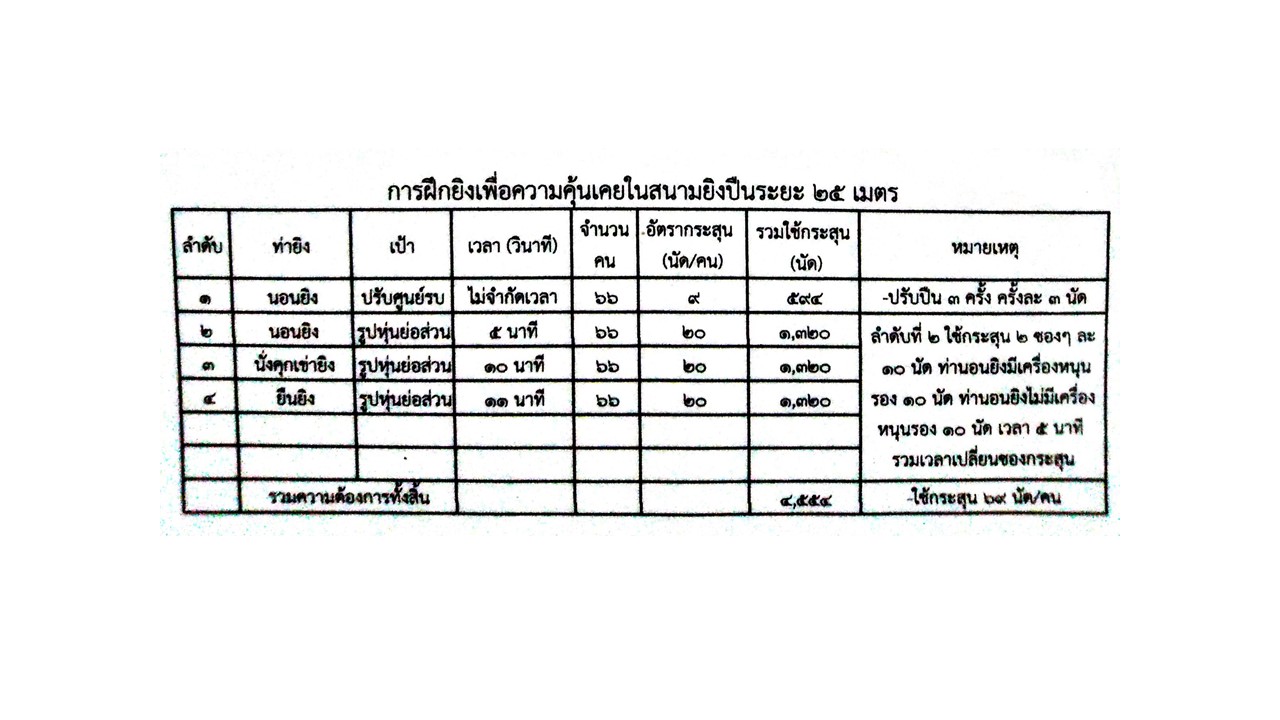 การฝึกยิงเพื่อความคุ้นเคยในสนามยิงปืนระยะ ๒๕ เมตร
ลำดับ ท่ายิง เป้า เวลา (วินาที) จำนวนคน อัตรากระสุน (นัด/คน) รวมใช้กระสุน (นัด) หมายเหตุ
๑ นอนยิง ปรับศูนย์รบ ไม่จำกัดเวลา ๖๖ ๙ ๕๙๔ -ปรับปืน ๓ ครั้ง ครั้งละ ๓ นัด
๒ นอนยิง รูปหุ่นย่อส่วน ๕ นาที ๖๖ ๒๐ ๑,๓๒๐ ลำดับที่ ๒ ใช้กระสุน ๒ ซองๆ ละ
๓ นั่งคุกเข่ายิง รูปหุ่นย่อส่วน ๑๐ นาที ๖๖ ๒๐ ๑,๓๒๐ ๑๐ นัด ท่านอนยิงมีเครื่องหนุน
๔ ยืนยิง รูปหุ่นย่อส่วน ๑๑ นาที ๖๖ ๒๐ ๑,๓๒๐ รอง ๑๐ นัด ท่านอนยิงไม่มีเครื่อง
หนุนรอง ๑๐ นัด เวลา ๕ นาที
รวมเวลาเปลี่ยนซองกระสุน
รวมความต้องการทั้งสิ้น ๔,๕๕๔ -ใช้กระสุน ๖๙ นัด/คน